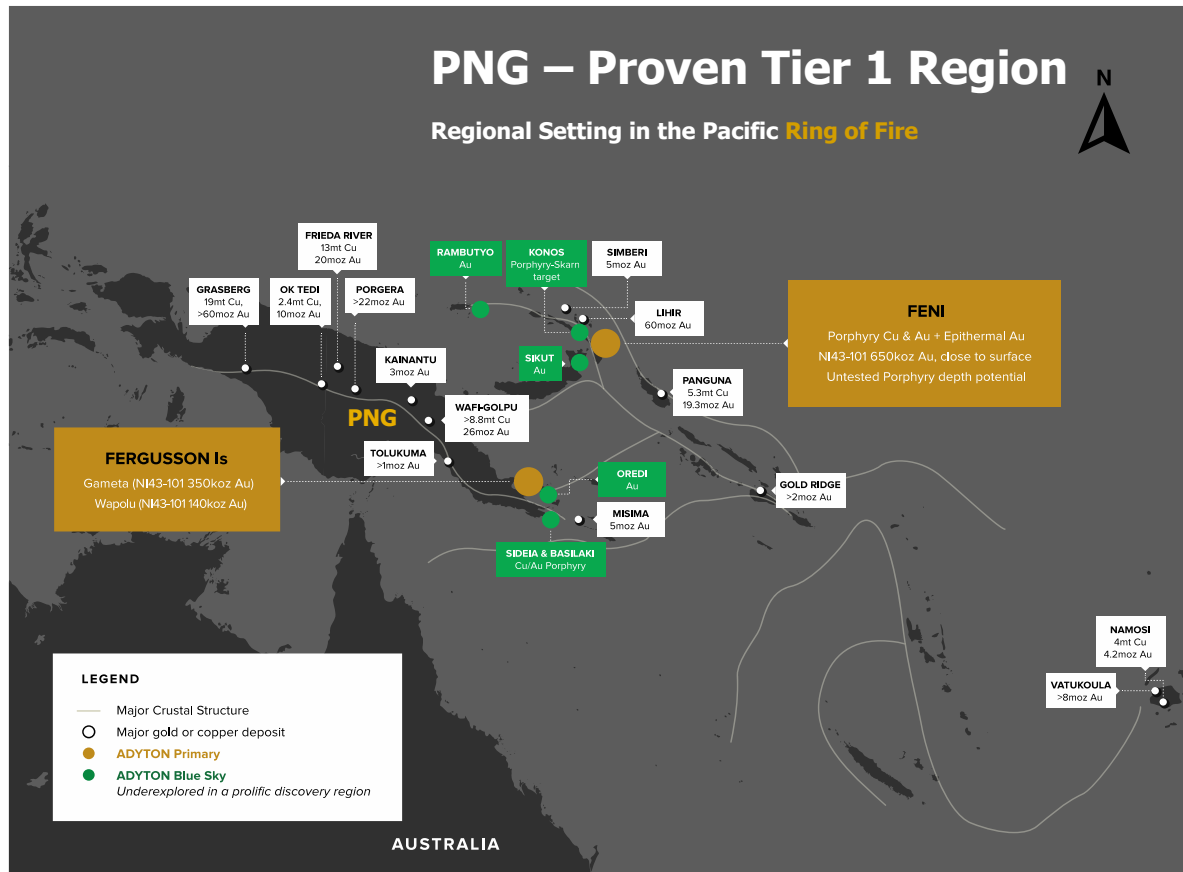 PNG – Proven Tier 1 Region
N
Regional Setting in the Pacific Ring of Fire
FRIEDA RIVER
13mt Cu
20moz Au
RAMBUTYO
Au
KONOS
Porphyry-Skarn
target
SIMBERI
5moz Au
GRASBERG
19mt Cu,
>60moz Au
OK TEDI
2.4mt Cu,
10moz Au
PORGERA
>22moz Au
LIHIR
60moz Au
FENI
Porphyry Cu & Au + Epithermal Au
NI43-101 650koz Au, close to surface
Untested Porphyry depth potential
KAINANTU
3moz Au
SIKUT
Au
PANGUNA
5.3mt Cu
19.3moz Au
PNG
WAFI-GOLPU
>8.8mt Cu
26moz Au
FERGUSSON Is
Gameta (NI43-101 350koz Au)
Wapolu (NI43-101 140koz Au)
TOLUKUMA
>1moz Au
OREDI
Au
GOLD RIDGE
>2moz Au
MISIMA
5moz Au
SIDEIA & BASILAKI
Cu/Au Porphyry
NAMOSI
4mt Cu
4.2moz Au
VATUKOULA
>8moz Au
LEGEND
Major Crustal Structure
Major gold or copper deposit
ADYTON Primary
ADYTON Blue Sky
Underexplored in a prolific discovery region
AUSTRALIA